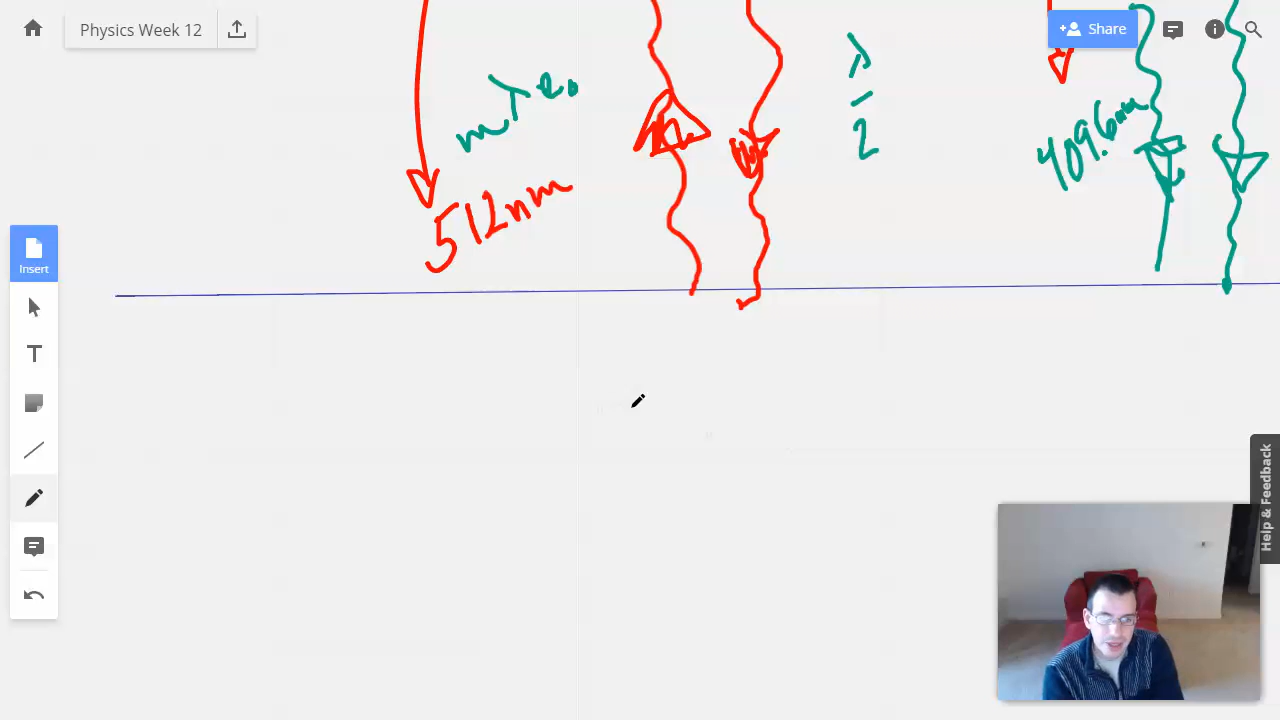 Physics Week 12
Share
512nm
λ
2
409.6nm
Insert
T
Help & Feedback